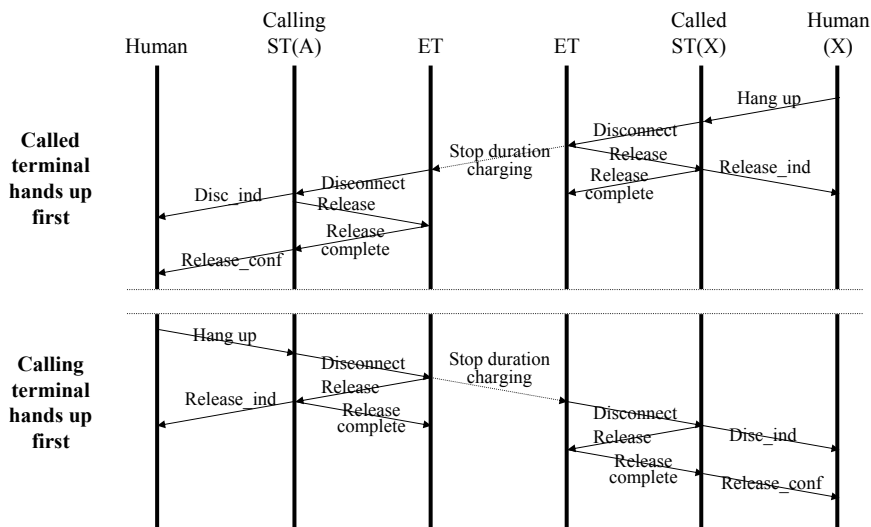 Calling
Called
Human
Human
ST(A)
ET
ET
ST(X)
(X)
Called
terminal
hands up
first
Hang up
Disconnect
Stop duration
charging
Release
Release
complete
Release_ind
Disconnect
Disc_ind
Release
Release
complete
Release_conf
Calling
terminal
hands up
first
Hang up
Disconnect
Stop duration
charging
Release
Release_ind
Release
complete
Disconnect
Release
Disc_ind
Release
complete
Release_conf